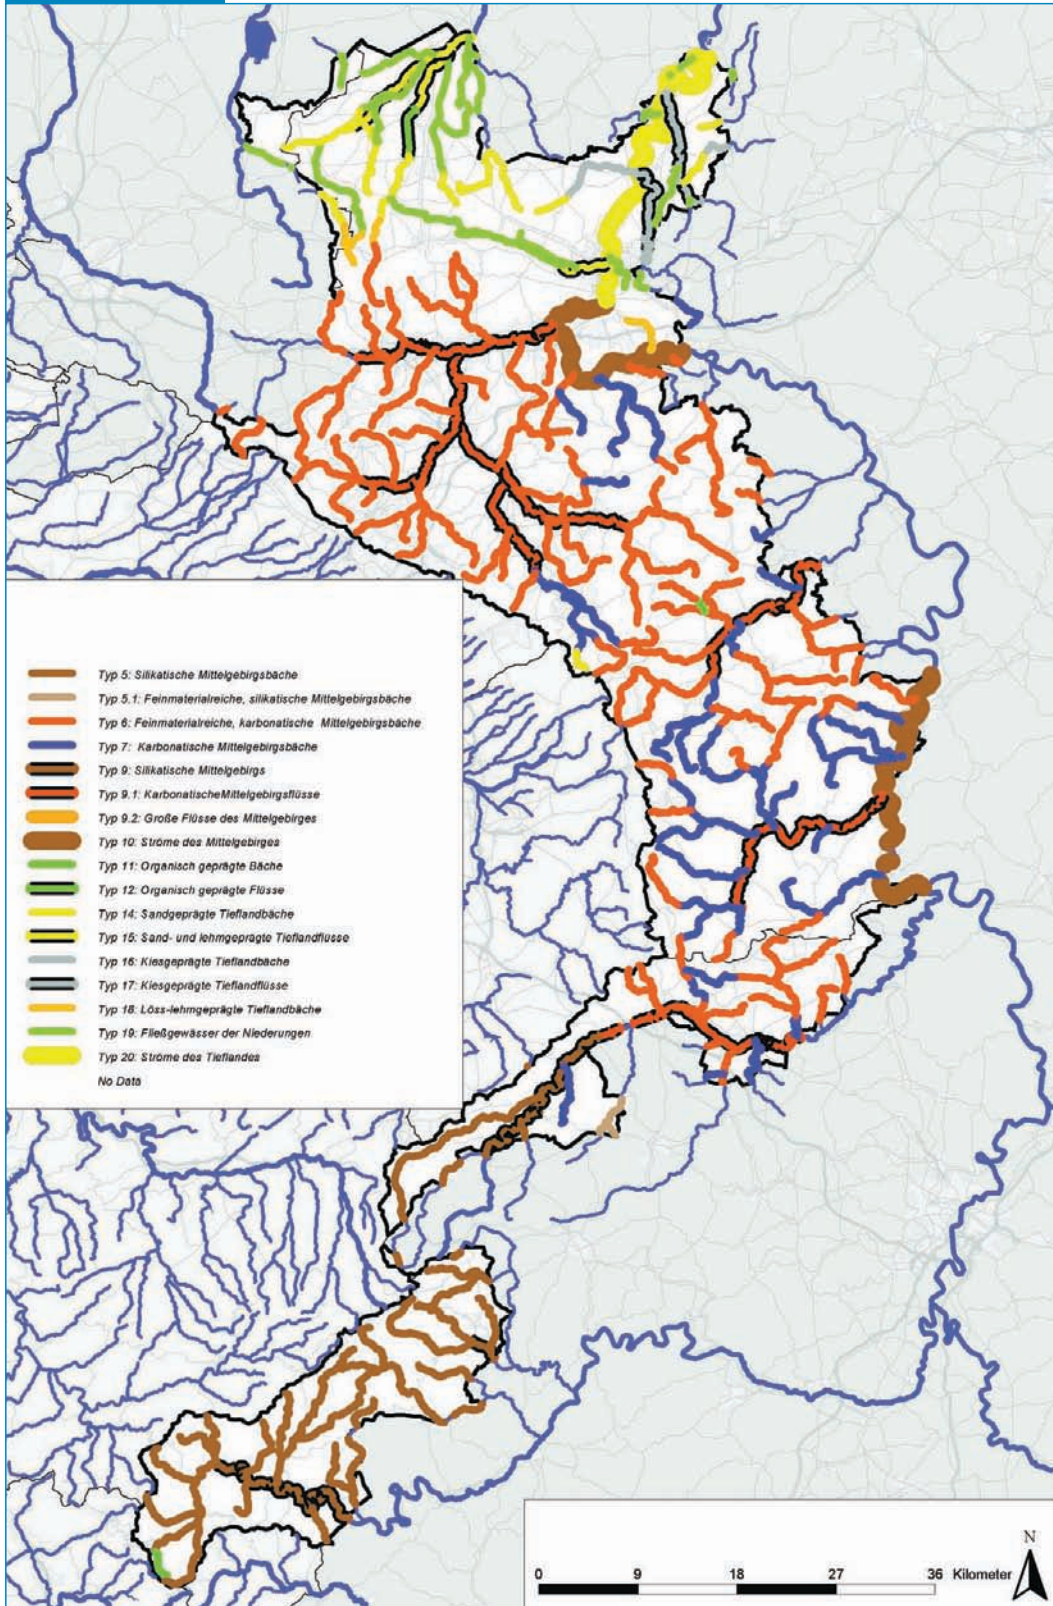 Typ 5: Silikatische Mittelgebirgsbäche
Typ 5.1: Feinmaterialreiche, silikatische Mittelgebirgsbäche
Typ 6: Feinmaterialreiche, karbonatische Mittelgebirgsbäche
Typ 7: Karbonatische Mittelgebirgsbäche
Typ 9: Silikatische Mittelgebirgs
Typ 9.1: KarbonatischeMittelgebirgsflüsse
Typ 9.2: Große Flüsse des Mittelgebirges
Typ 10: Ströme des Mittelgebirges
Typ 11: Organisch geprägte Bäche
Typ 12: Organisch geprägte Flüsse
Typ 14: Sandgeprägte Tieflandbäche
Typ 15: Sand- und lehmgeprägte Tieflandflüsse
Typ 16: Kiesgeprägte Tieflandbäche
Typ 17: Kiesgeprägte Tieflandflüsse
Typ 18: Löss-lehmgeprägte Tieflandbäche
Typ 19: Fließgewässer der Niederungen
Typ 20: Ströme des Tieflandes
No Data
N
0 9 18 27 36 Kilometer